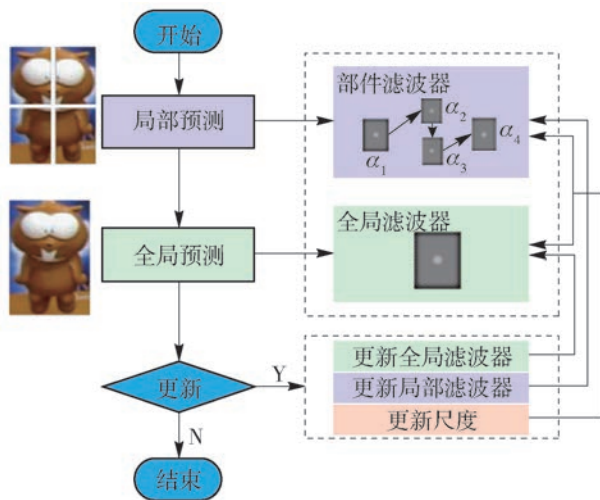 开始
局部预测
部件滤波器
α1
α2
α3
α4
全局预测
全局滤波器
更新
Y
N
更新全局滤波器
更新局部滤波器
更新尺度
结束